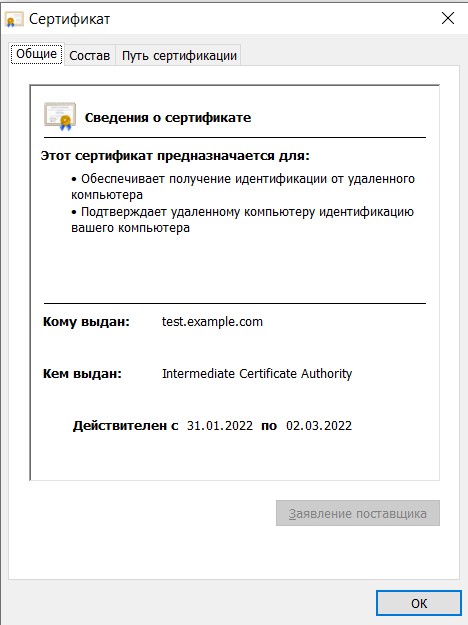 Сертификат
Общие Состав Путь сертификации
Сведения о сертификате
Этот сертификат предназначается для:
• Обеспечивает получение идентификации от удаленного
компьютера
• Подтверждает удаленному компьютеру идентификацию
вашего компьютера
Кому выдан: test.example.com
Кем выдан: Intermediate Certificate Authority
Действителен с 31.01.2022 по 02.03.2022
Заявление поставщика
ОК